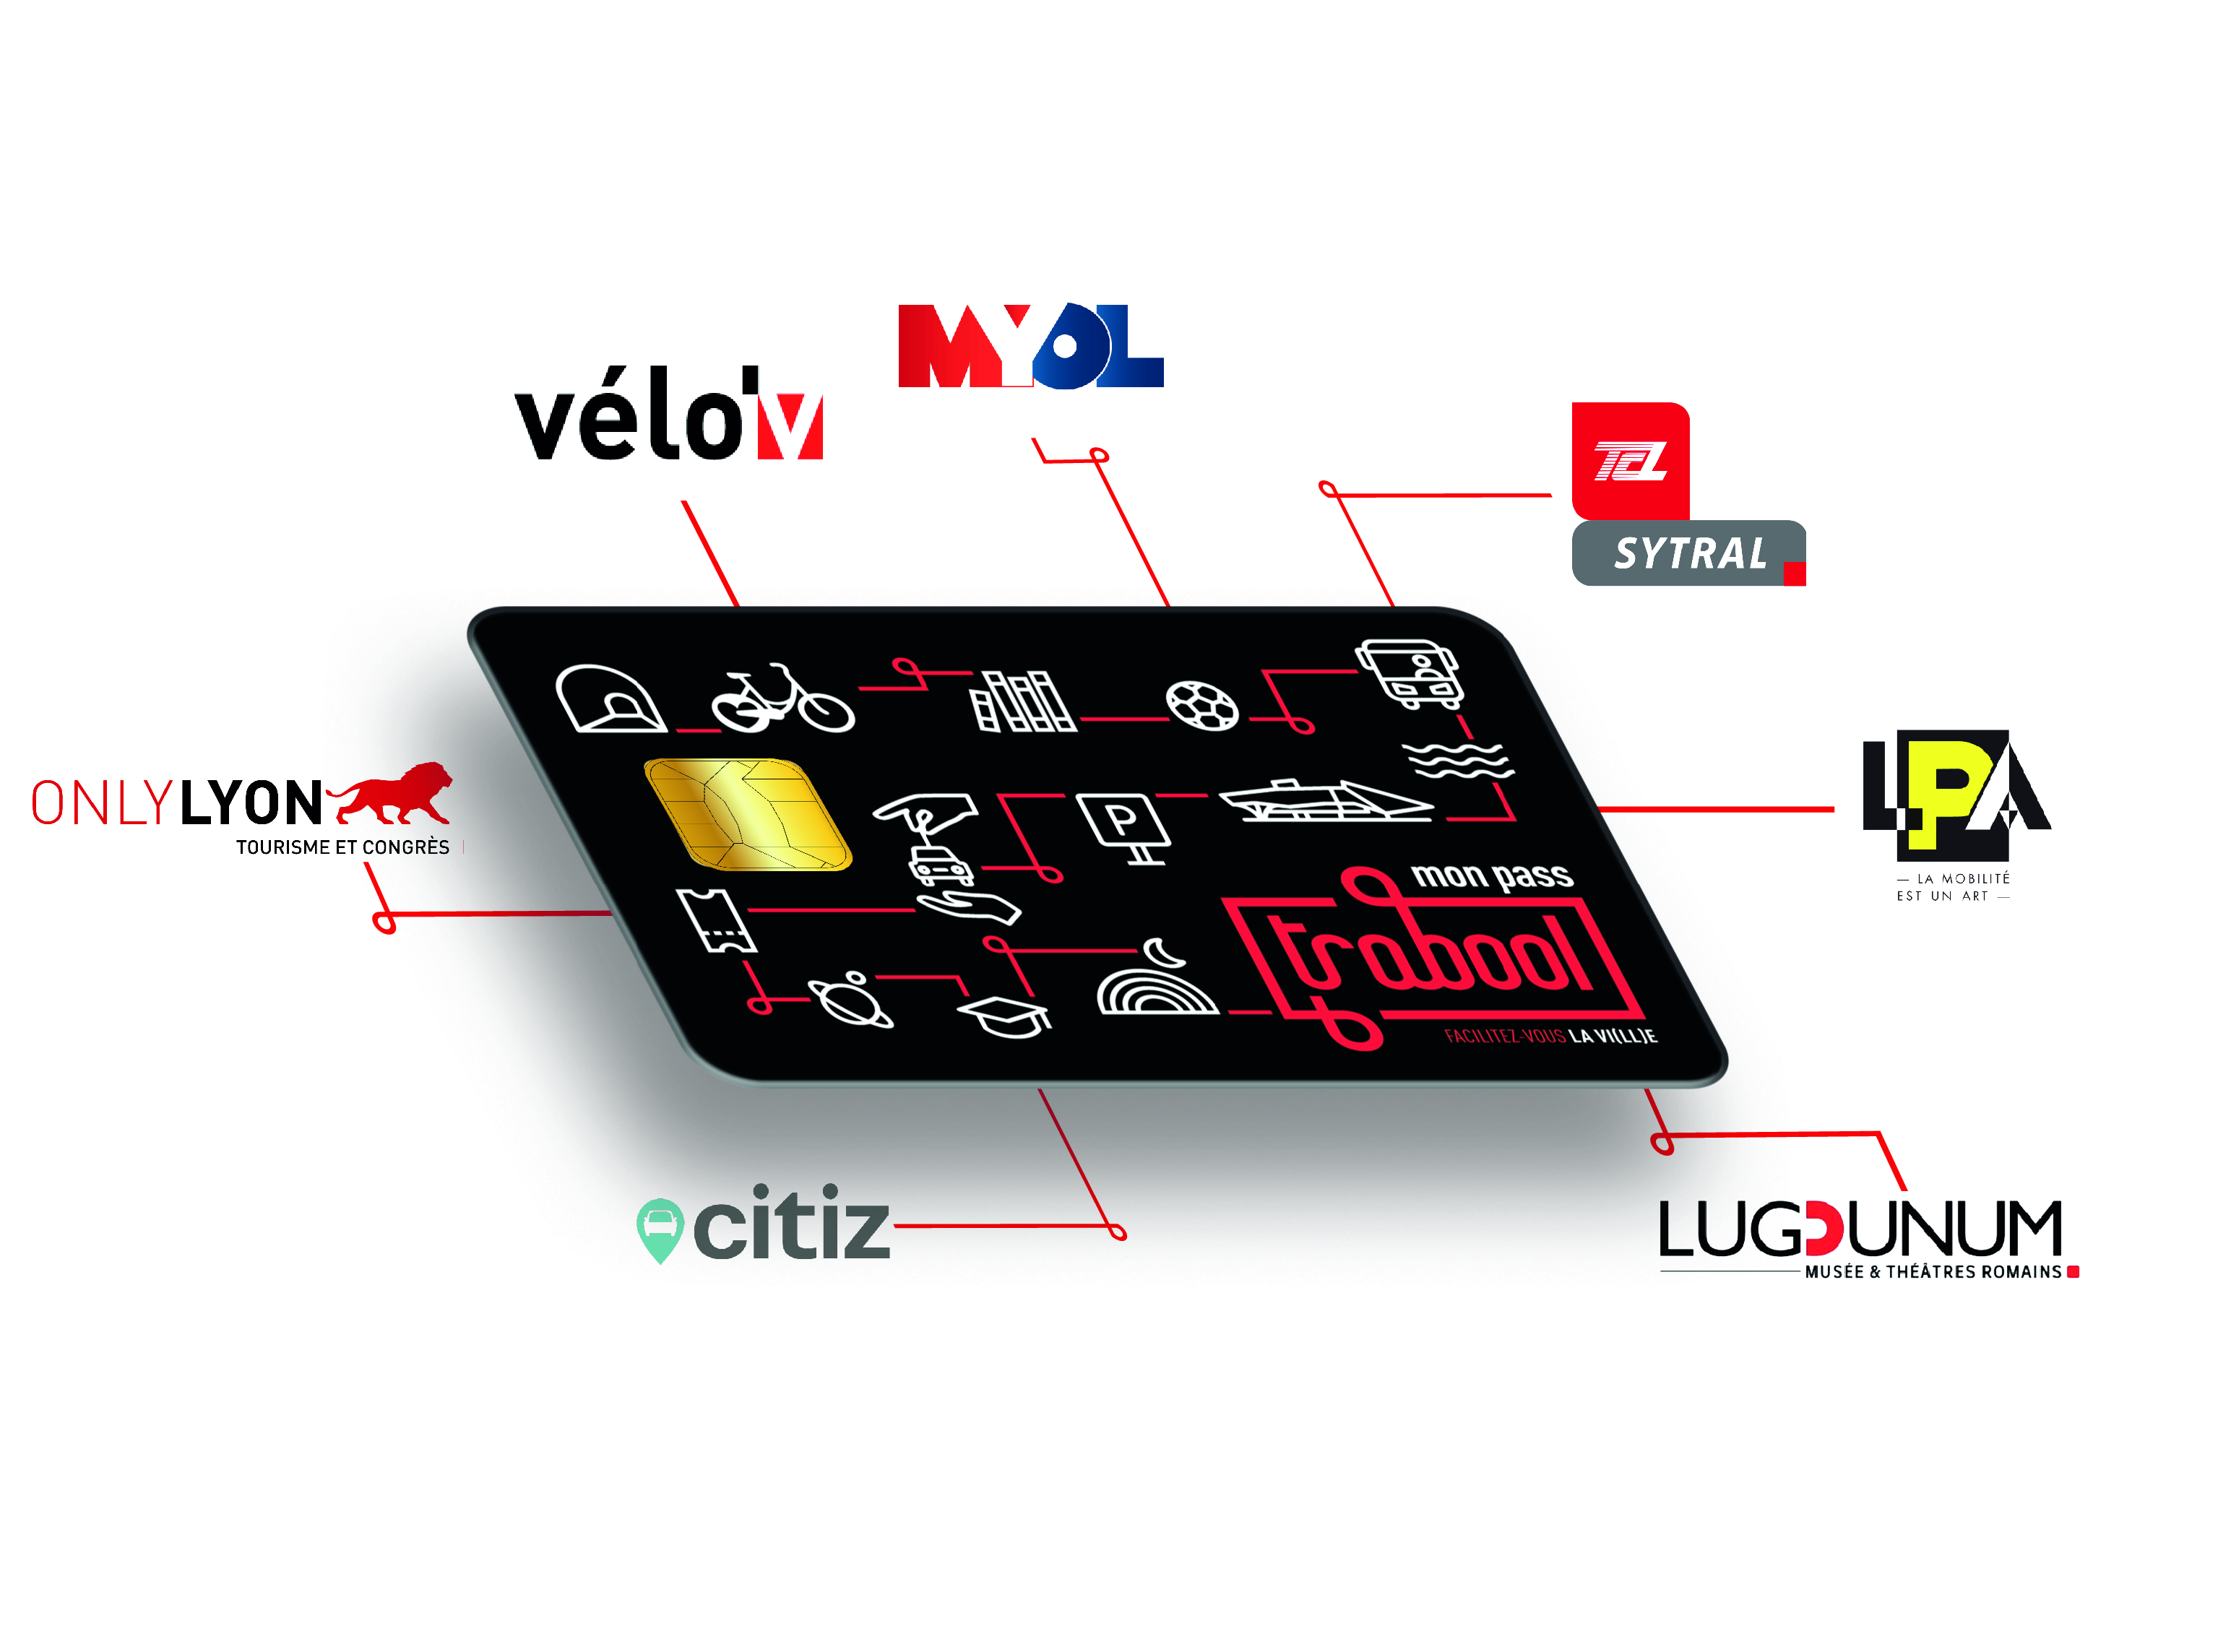 MYOL
vélo'v
TCL
SYTRAL
ONLYLYON
TOURISME ET CONGRÈS
LPA
— LA MOBILITÉ
EST UN ART —
P
mon pass
trabool
FACILITEZ-VOUS LA VI(LL)E
citiz
LUGDUNUM
MUSÉE & THÉÂTRES ROMAINS